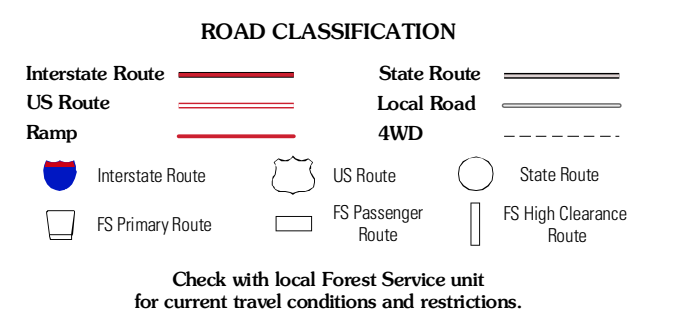 ROAD CLASSIFICATION
Interstate Route
State Route
US Route
Local Road
Ramp
4WD
Interstate Route
US Route
State Route
FS Primary Route
FS Passenger
Route
FS High Clearance
Route
Check with local Forest Service unit
for current travel conditions and restrictions.